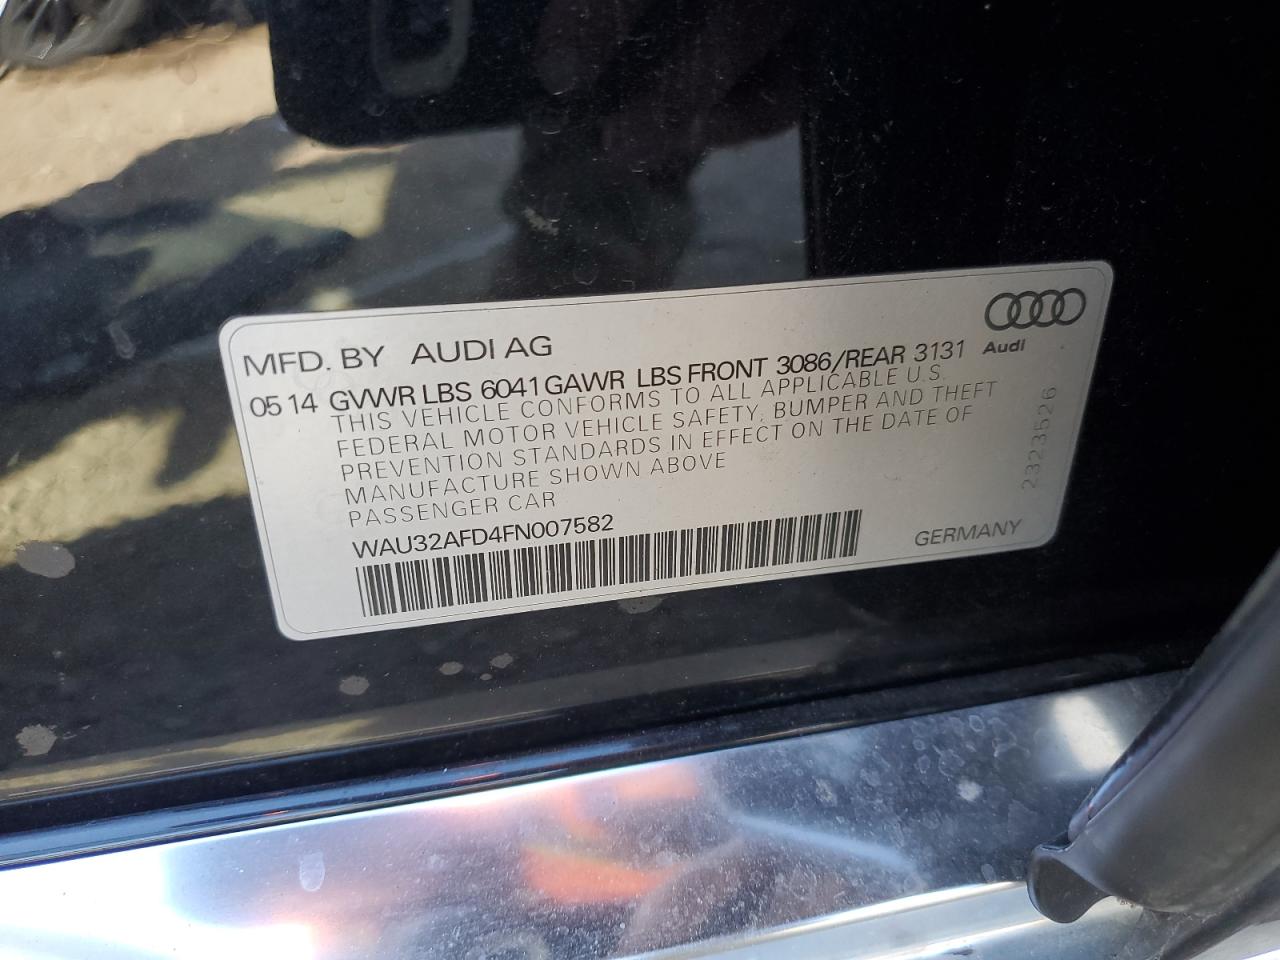 MFD. BY AUDI AG
05 14 GVWR LBS 6041 GAWR LBS FRONT 3086/REAR 3131
Audi
THIS VEHICLE CONFORMS TO ALL APPLICABLE U.S.
FEDERAL MOTOR VEHICLE SAFETY, BUMPER AND THEFT
PREVENTION STANDARDS IN EFFECT ON THE DATE OF
MANUFACTURE SHOWN ABOVE
PASSENGER CAR
WAU32AFD4FN007582
GERMANY
2323526